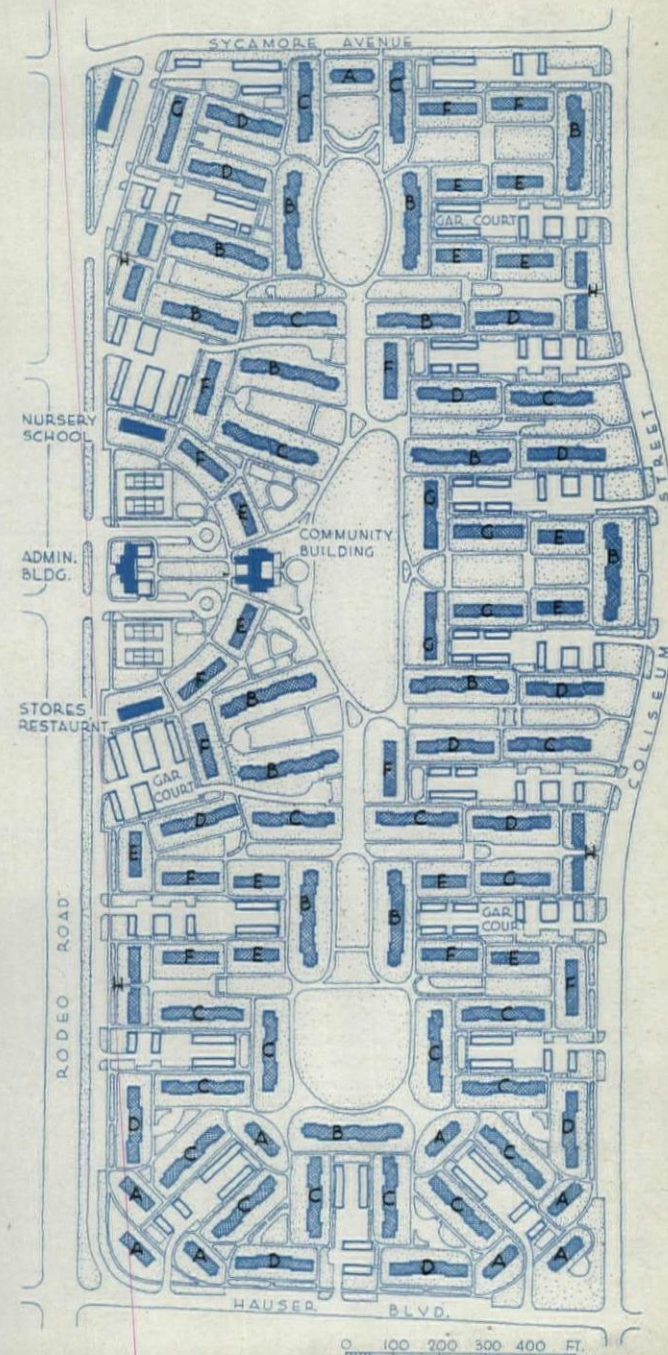 SYCAMORE AVENUE
C A C
G D F F B
D B B E E
GAR. COURT
H B E E H
B C B D
B F
F D C
NURSERY
SCHOOL
F C B D
STREET
E G G E
COMMUNITY
BUILDING
ADMIN.
BLDG.
B
E G G E
F B B D
STORES
RESTAURNT
F B F D C
GAR.
COURT
COLISEUM
D C C D
E H
F E B B E C
GAR.
COURT
RODEO ROAD
F E F E F
H
C C C C
C C
D D
C A B A C
A C C C C A
A A D D A A
HAUSER BLVD.
0 100 200 300 400 FT.